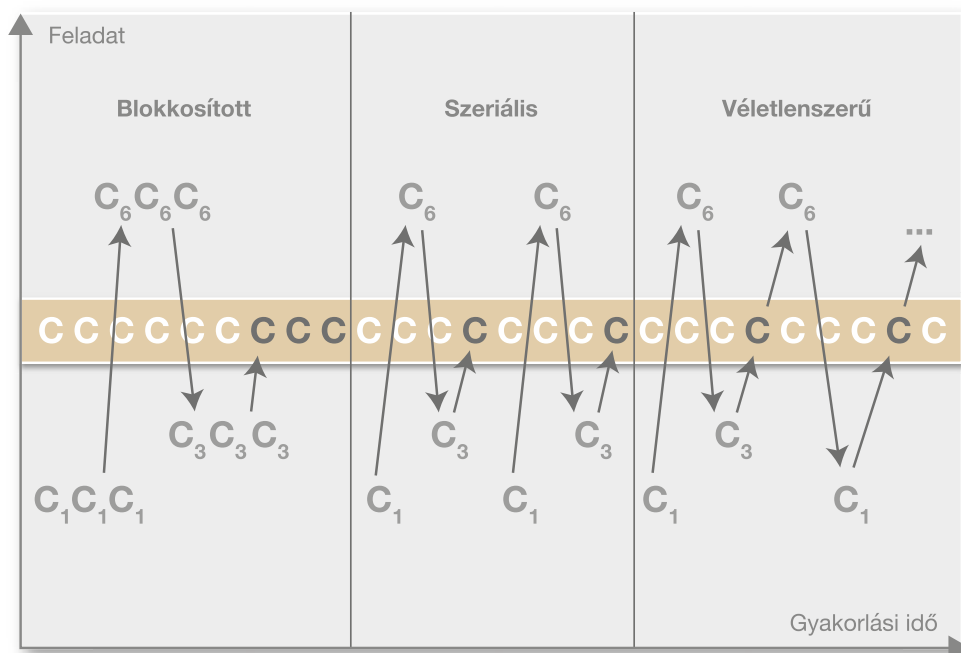 Feladat
Blokkosított Szeriális Véletlenszerű
C₆C₆C₆ C₆ C₆ C₆ C₆
...
C C C C C C C C C C C C C C C C C C C C C C C C C C
C₃C₃C₃ C₃ C₃ C₃
C₁C₁C₁ C₁ C₁ C₁ C₁
Gyakorlási idő